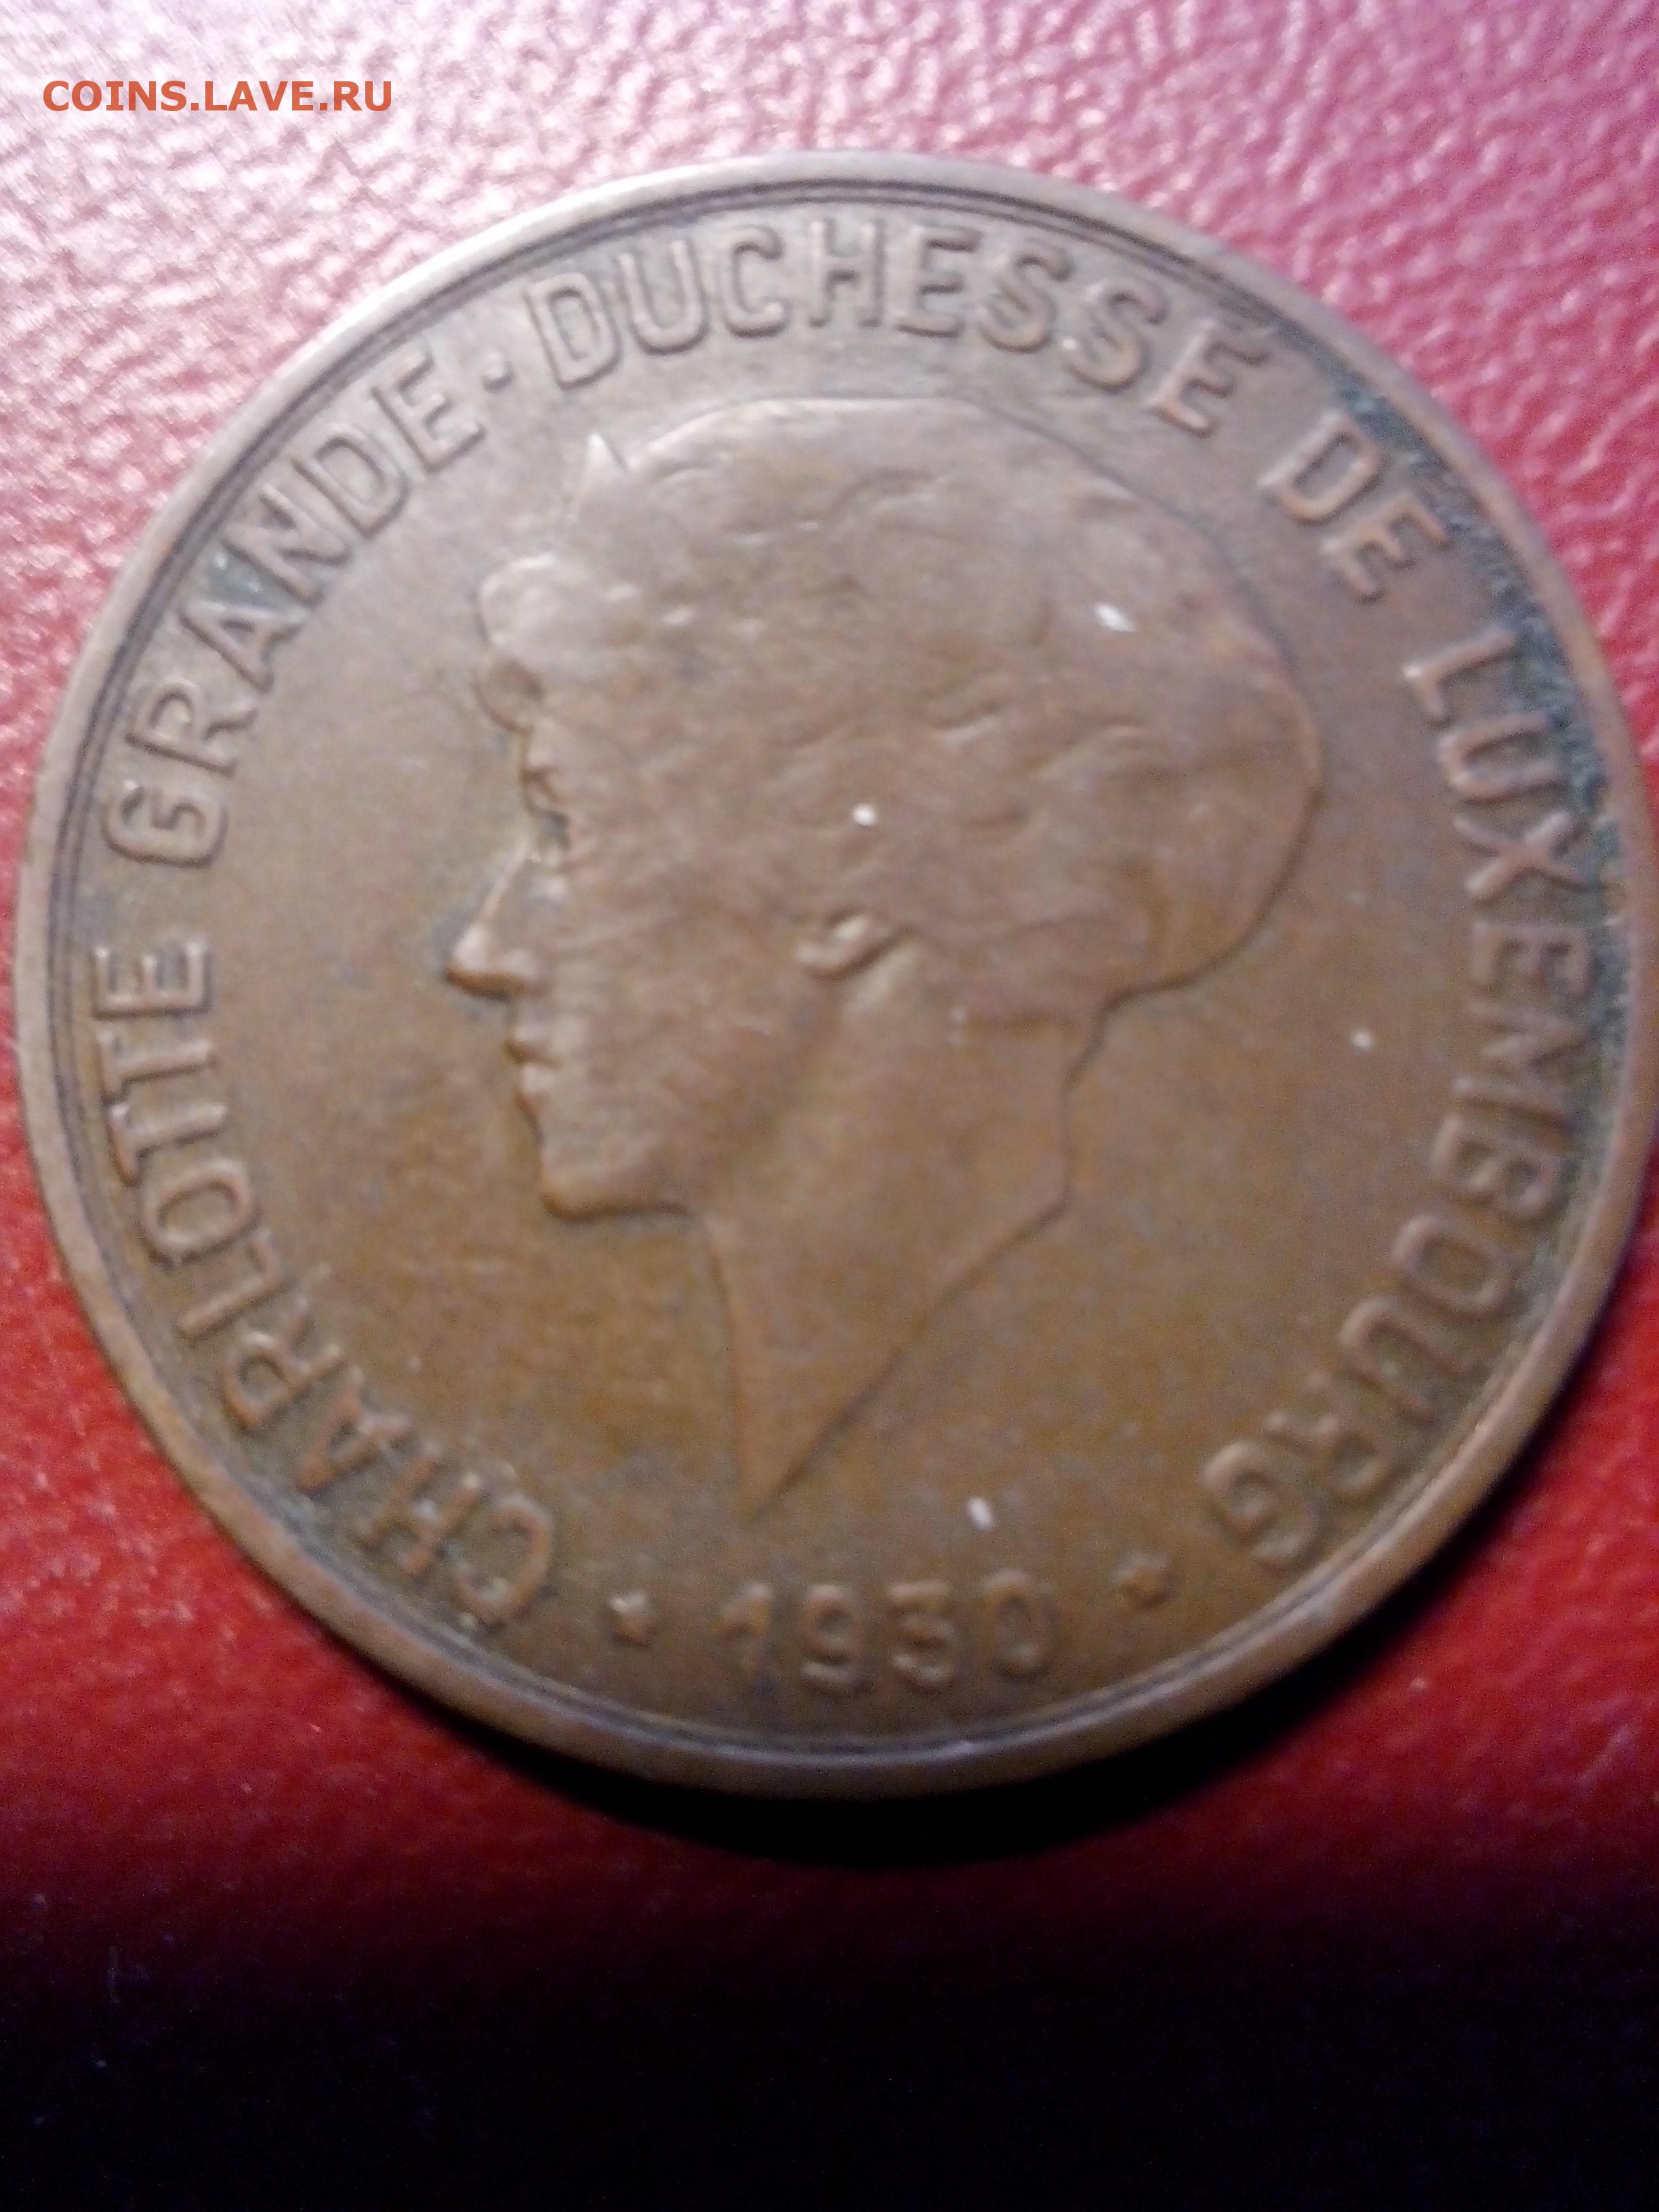 COINS.LAVE.RU
CHARLOTTE GRANDE-DUCHESSE DE LUXEMBOURG
★ 1930 ★